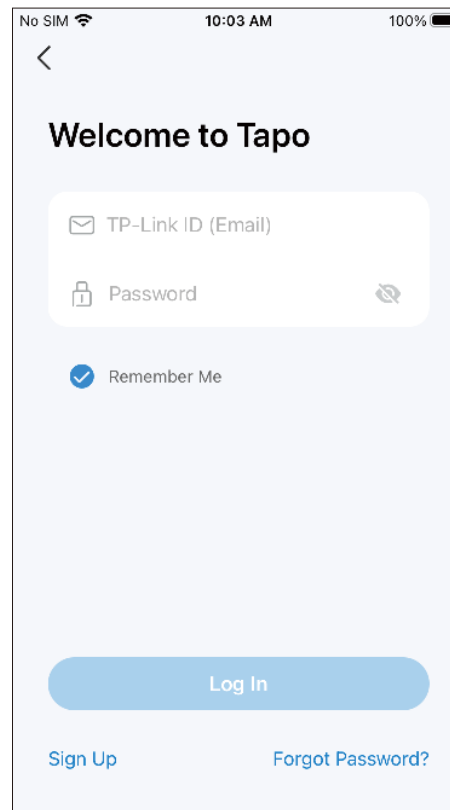 No SIM 10:03 AM 100%
Welcome to Tapo
TP-Link ID (Email)
Password
Remember Me
Log In
Sign Up Forgot Password?